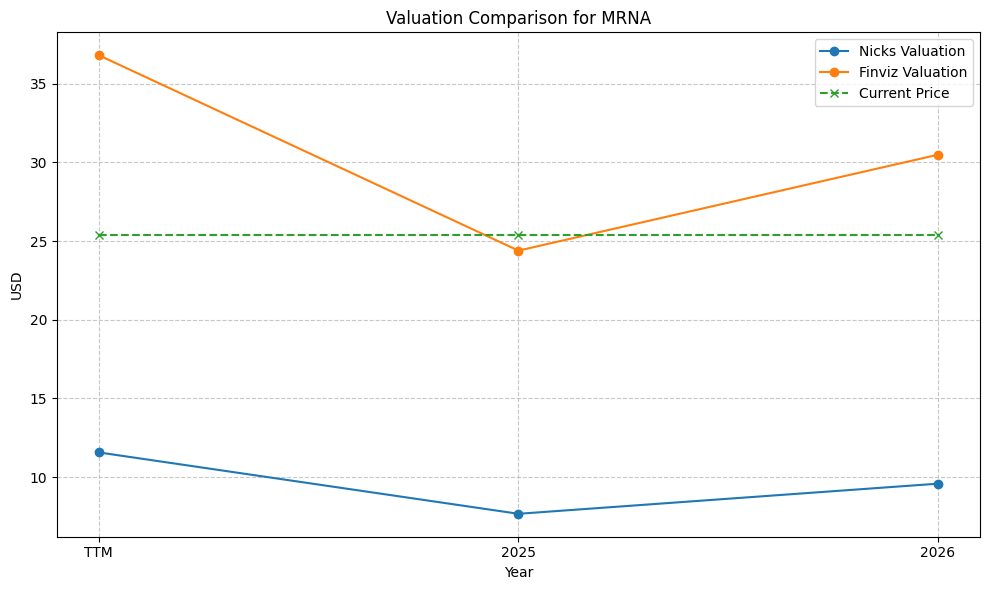 Valuation Comparison for MRNA
Nicks Valuation
Finviz Valuation
Current Price
35
30
25
20
15
10
USD
TTM
2025
2026
Year